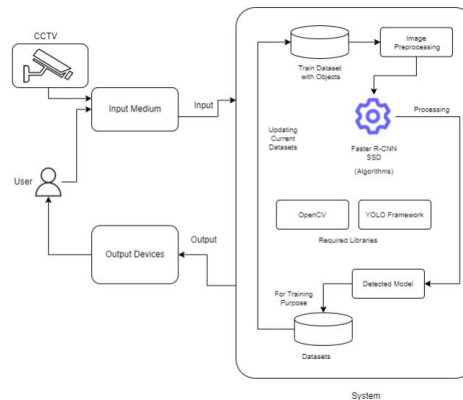 CCTV
Input Medium
Input
User
Output Devices
Output
Train Dataset
with Objects
Image
Preprocessing
Updating
Current
Datasets
Faster R-CNN
SSD
(Algorithms)
Processing
OpenCV
YOLO Framework
Required Libraries
For Training
Purpose
Detected Model
Datasets
System